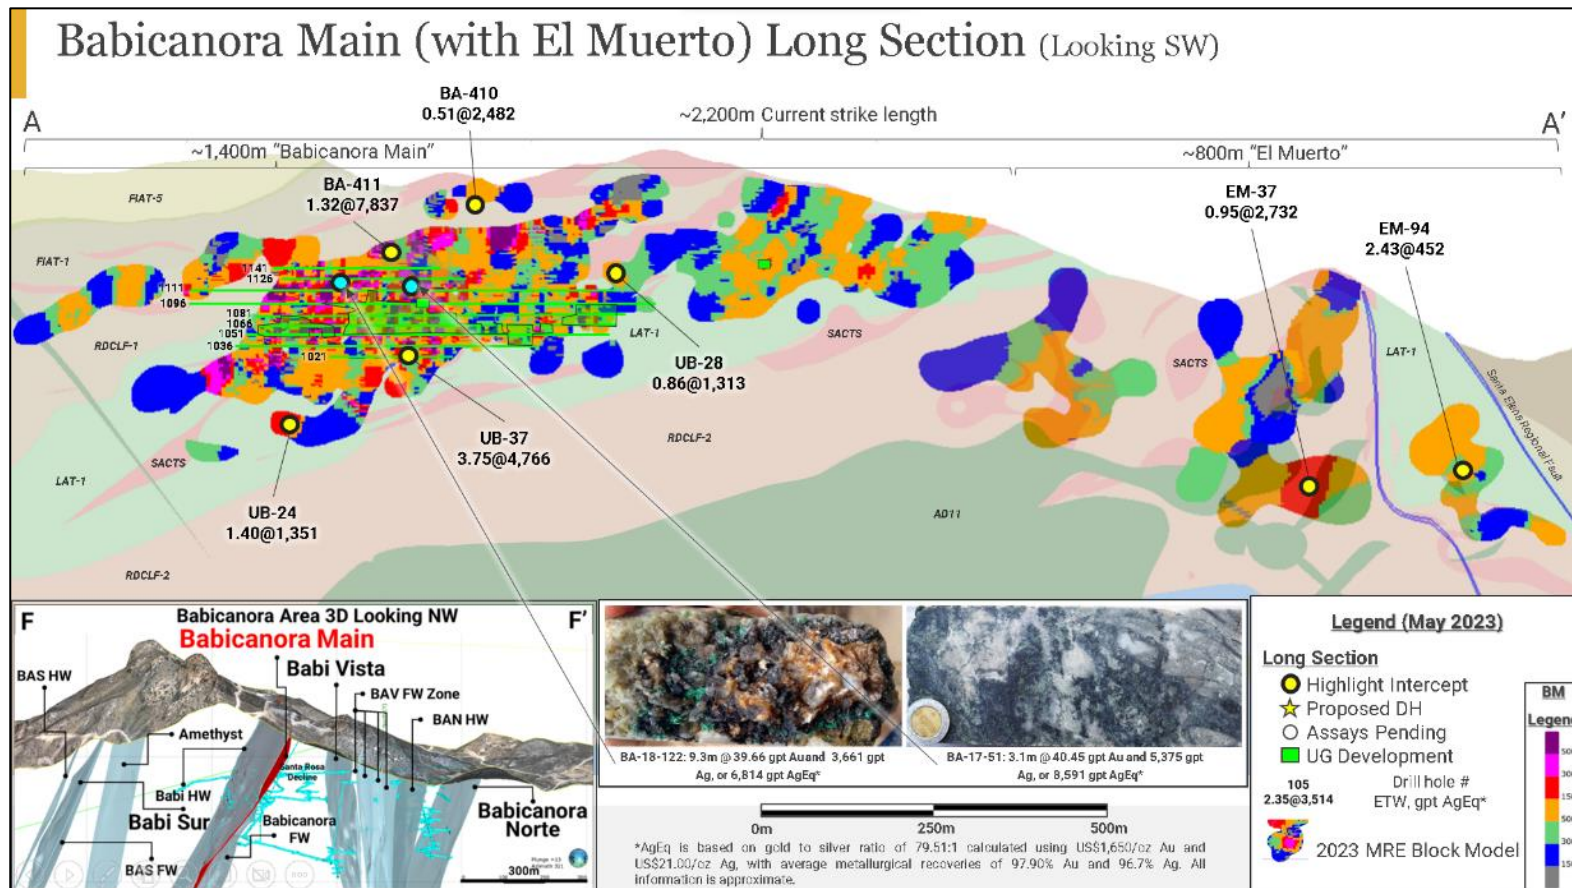 Babicanora Main (with El Muerto) Long Section (Looking SW)
A
~2,200m Current strike length
A'
~1,400m "Babicanora Main"
~800m "El Muerto"
BA-410
0.51@2,482
BA-411
1.32@7,837
EM-37
0.95@2,732
EM-94
2.43@452
UB-28
0.86@1,313
UB-37
3.75@4,766
UB-24
1.40@1,351
FIAT-5
FIAT-1
RDCLF-1
LAT-1
SACTS
RDCLF-2
LAT-1
SACTS
RDCLF-2
AD11
SACTS
LAT-1
Santa Elena Regional Fault
1141
1126
1111
1096
1081
1066
1051
1036
1021
F
Babicanora Area 3D Looking NW
F'
Babicanora Main
Babi Vista
BAS HW
BAV FW Zone
BAN HW
Amethyst
Santa Rosa
Decline
Babi HW
Babi Sur
Babicanora
FW
Babicanora
Norte
BAS FW
300m
BA-18-122: 9.3m @ 39.66 gpt Au and 3,661 gpt
Ag, or 6,814 gpt AgEq*
BA-17-51: 3.1m @ 40.45 gpt Au and 5,375 gpt
Ag, or 8,591 gpt AgEq*
0m
250m
500m
*AgEq is based on gold to silver ratio of 79.51:1 calculated using US$1,650/oz Au and
US$21.00/oz Ag, with average metallurgical recoveries of 97.90% Au and 96.7% Ag. All
information is approximate.
Legend (May 2023)
Long Section
Highlight Intercept
Proposed DH
Assays Pending
UG Development
105
2.35@3,514
Drill hole #
ETW, gpt AgEq*
2023 MRE Block Model
BM
Legend